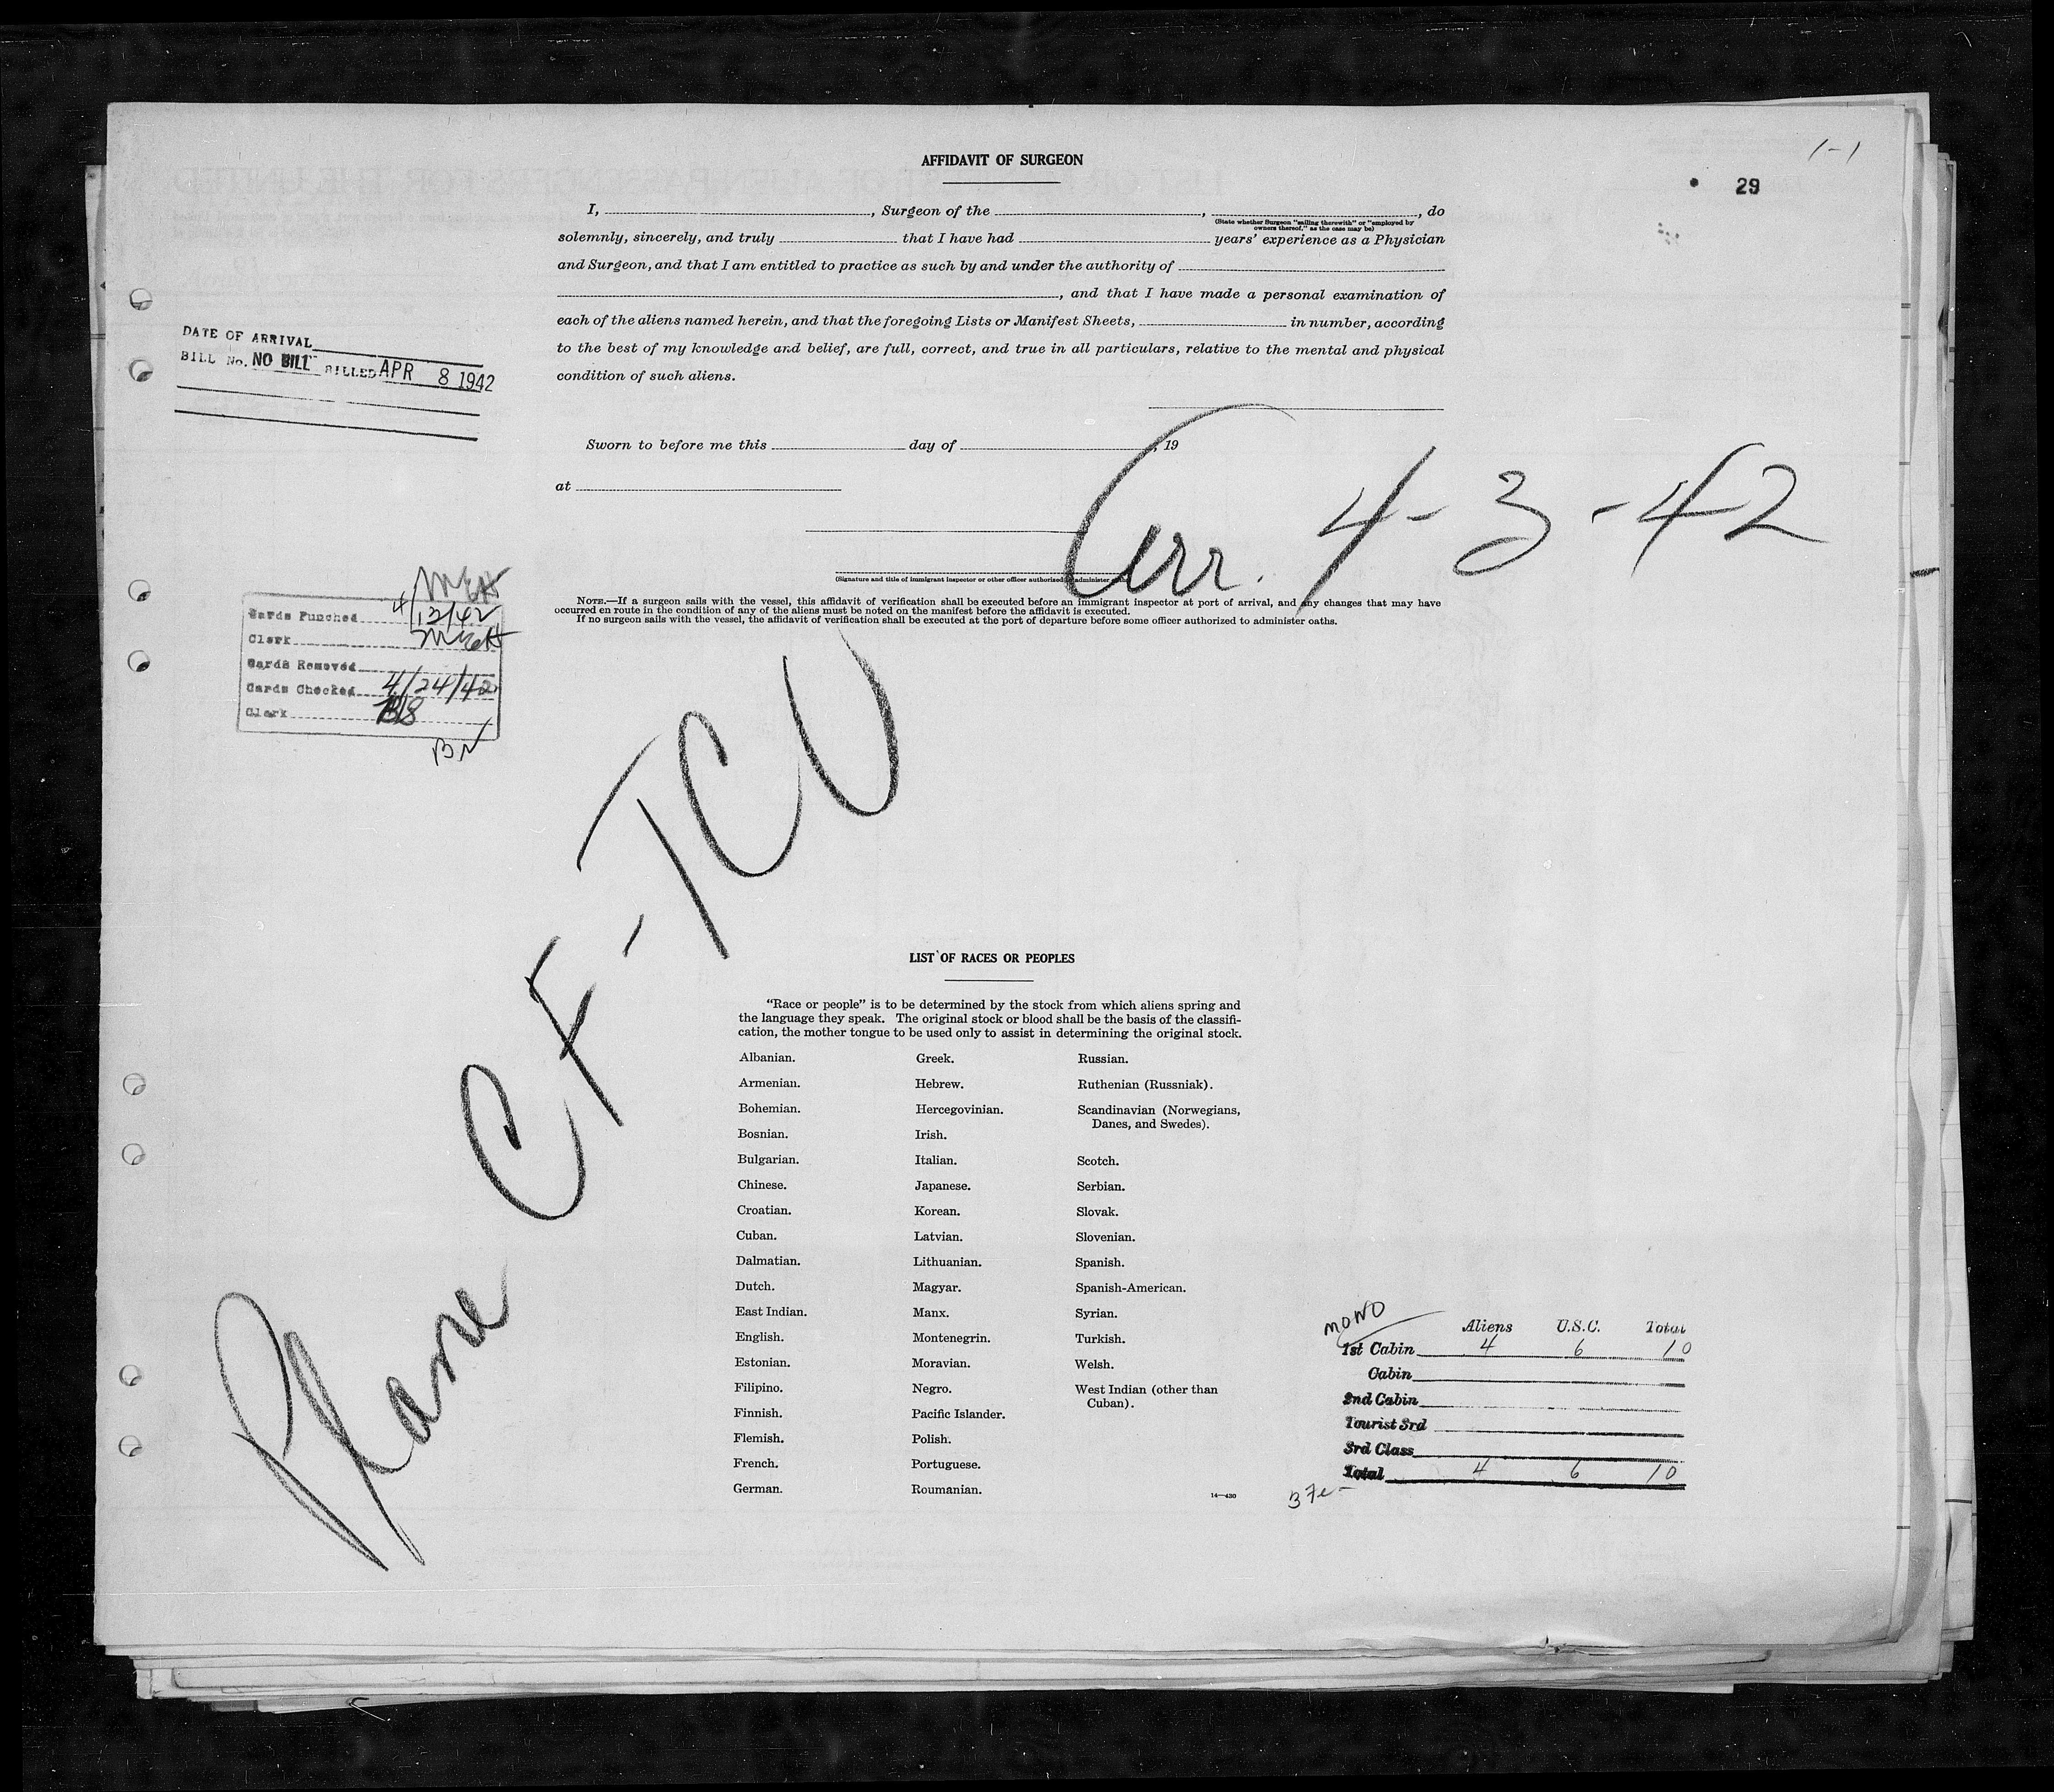 1-1
29
AFFIDAVIT OF SURGEON
I, , Surgeon of the , , do
(State whether Surgeon "sailing therewith" or "employed by
owners thereof," as the case may be)
solemnly, sincerely, and truly that I have had years' experience as a Physician
and Surgeon, and that I am entitled to practice as such by and under the authority of
, and that I have made a personal examination of
each of the aliens named herein, and that the foregoing Lists or Manifest Sheets, in number, according
to the best of my knowledge and belief, are full, correct, and true in all particulars, relative to the mental and physical
condition of such aliens.
DATE OF ARRIVAL
BILL No. NO BILL BILLED APR 8 1942
Sworn to before me this day of , 19
at
Arr. 4-3-42
(Signature and title of immigrant inspector or other officer authorized to administer
NOTE.—If a surgeon sails with the vessel, this affidavit of verification shall be executed before an immigrant inspector at port of arrival, and any changes that may have
occurred en route in the condition of any of the aliens must be noted on the manifest before the affidavit is executed.
If no surgeon sails with the vessel, the affidavit of verification shall be executed at the port of departure before some officer authorized to administer oaths.
Cards Punched 4/12/42
Clerk
Cards Removed
Cards Checked 4/24/42
Clerk
Plane CF-TCU
LIST OF RACES OR PEOPLES
"Race or people" is to be determined by the stock from which aliens spring and
the language they speak. The original stock or blood shall be the basis of the classifi-
cation, the mother tongue to be used only to assist in determining the original stock.
Albanian.
Armenian.
Bohemian.
Bosnian.
Bulgarian.
Chinese.
Croatian.
Cuban.
Dalmatian.
Dutch.
East Indian.
English.
Estonian.
Filipino.
Finnish.
Flemish.
French.
German.
Greek.
Hebrew.
Hercegovinian.
Irish.
Italian.
Japanese.
Korean.
Latvian.
Lithuanian.
Magyar.
Manx.
Montenegrin.
Moravian.
Negro.
Pacific Islander.
Polish.
Portuguese.
Roumanian.
Russian.
Ruthenian (Russniak).
Scandinavian (Norwegians,
Danes, and Swedes).
Scotch.
Serbian.
Slovak.
Slovenian.
Spanish.
Spanish-American.
Syrian.
Turkish.
Welsh.
West Indian (other than
Cuban).
14—430
MONO
Aliens U.S.C. Total
1st Cabin 4 6 10
Cabin
2nd Cabin
Tourist 3rd
3rd Class
Total 4 6 10